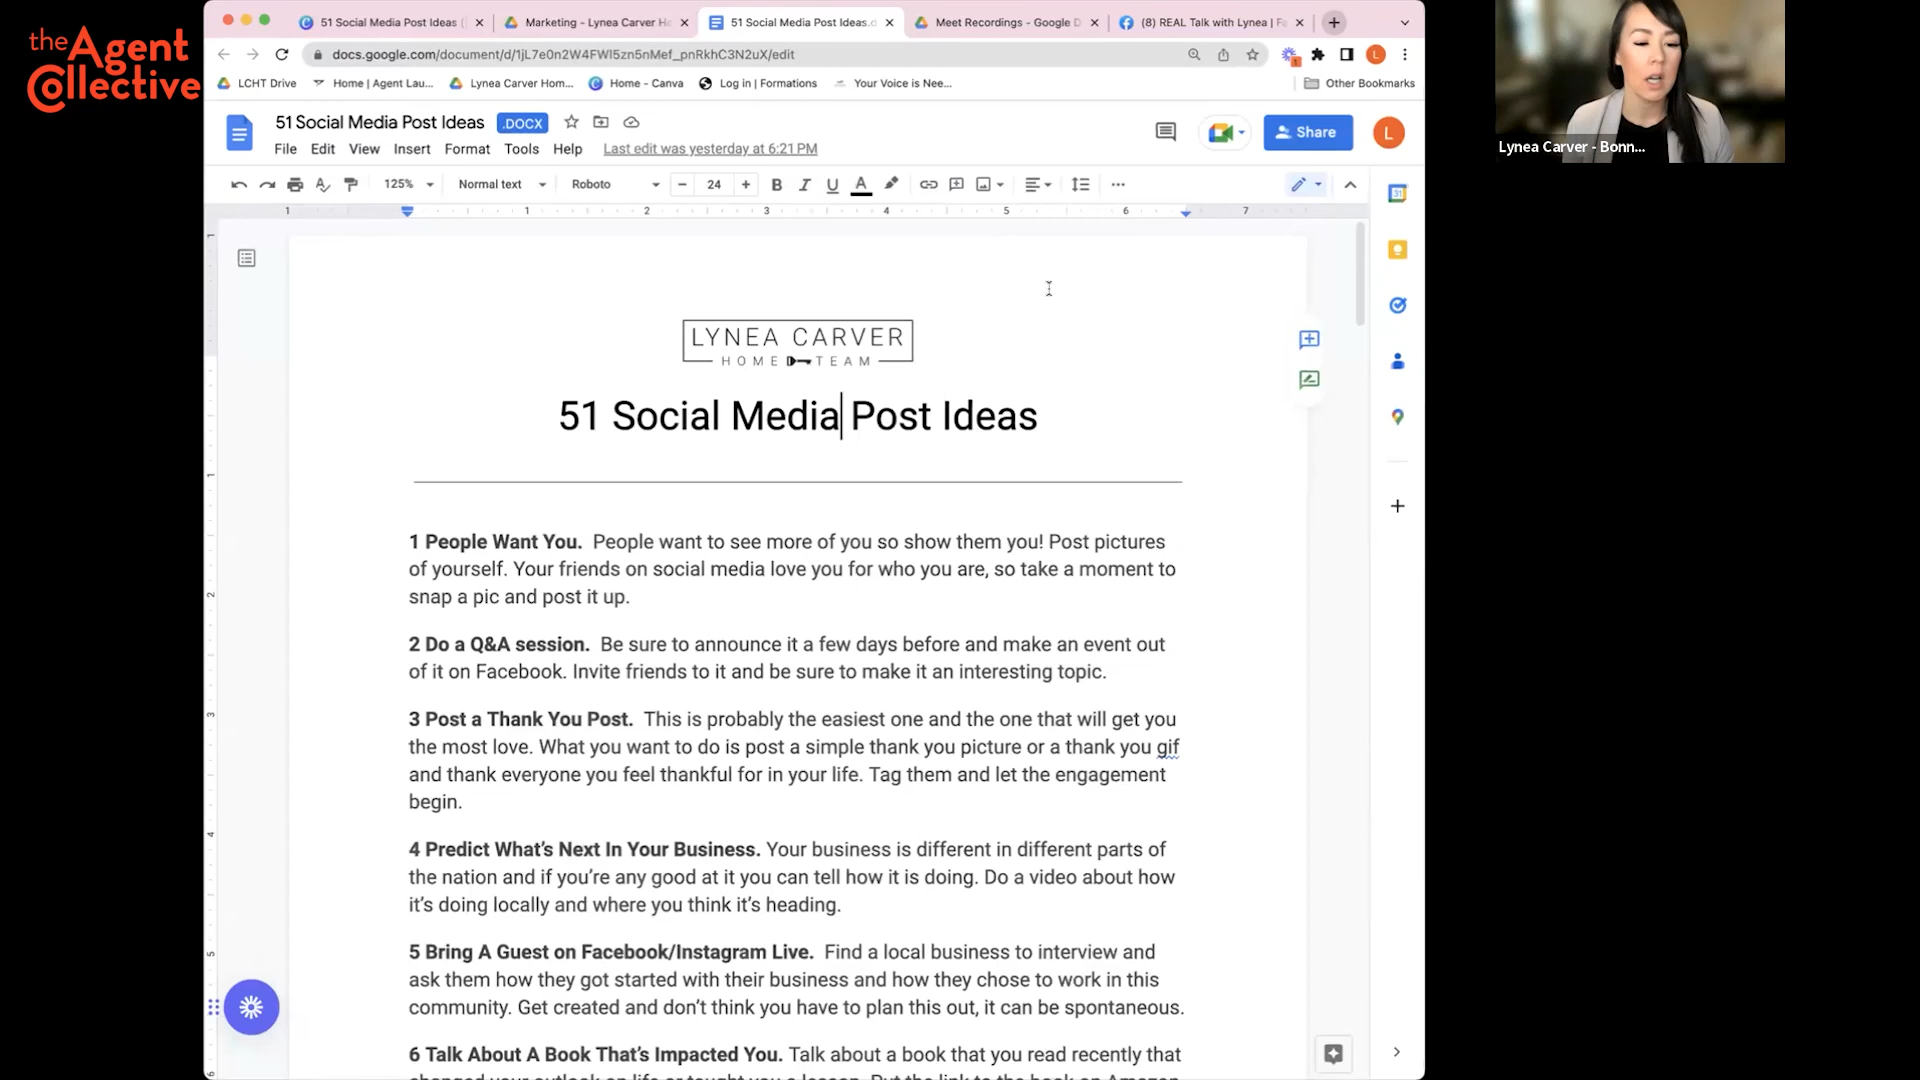 the Agent
Collective
51 Social Media Post Ideas (
Marketing - Lynea Carver Ho
51 Social Media Post Ideas.d
Meet Recordings - Google D
(8) REAL Talk with Lynea | Fa
docs.google.com/document/d/1jL7e0n2W4FWl5zn5nMef_pnRkhC3N2uX/edit
LCHT Drive
Home | Agent Lau...
Lynea Carver Hom...
Home - Canva
Log in | Formations
Your Voice is Nee...
Other Bookmarks
51 Social Media Post Ideas .DOCX
File Edit View Insert Format Tools Help Last edit was yesterday at 6:21 PM
Share
L
125% Normal text Roboto 24 B I U A
1 1 2 3 4 5 6 7
Lynea Carver - Bonn...
LYNEA CARVER
HOME TEAM
51 Social Media Post Ideas
1 People Want You. People want to see more of you so show them you! Post pictures
of yourself. Your friends on social media love you for who you are, so take a moment to
snap a pic and post it up.
2 Do a Q&A session. Be sure to announce it a few days before and make an event out
of it on Facebook. Invite friends to it and be sure to make it an interesting topic.
3 Post a Thank You Post. This is probably the easiest one and the one that will get you
the most love. What you want to do is post a simple thank you picture or a thank you gif
and thank everyone you feel thankful for in your life. Tag them and let the engagement
begin.
4 Predict What's Next In Your Business. Your business is different in different parts of
the nation and if you're any good at it you can tell how it is doing. Do a video about how
it's doing locally and where you think it's heading.
5 Bring A Guest on Facebook/Instagram Live. Find a local business to interview and
ask them how they got started with their business and how they chose to work in this
community. Get created and don't think you have to plan this out, it can be spontaneous.
6 Talk About A Book That's Impacted You. Talk about a book that you read recently that